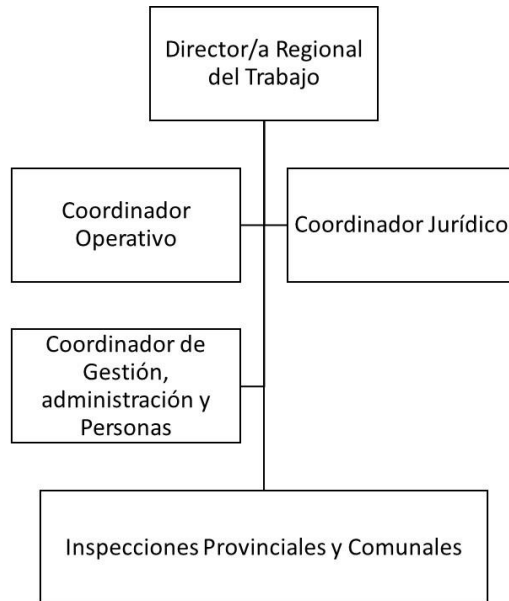 Director/a Regional
del Trabajo
Coordinador
Operativo
Coordinador Jurídico
Coordinador de
Gestión,
administración y
Personas
Inspecciones Provinciales y Comunales